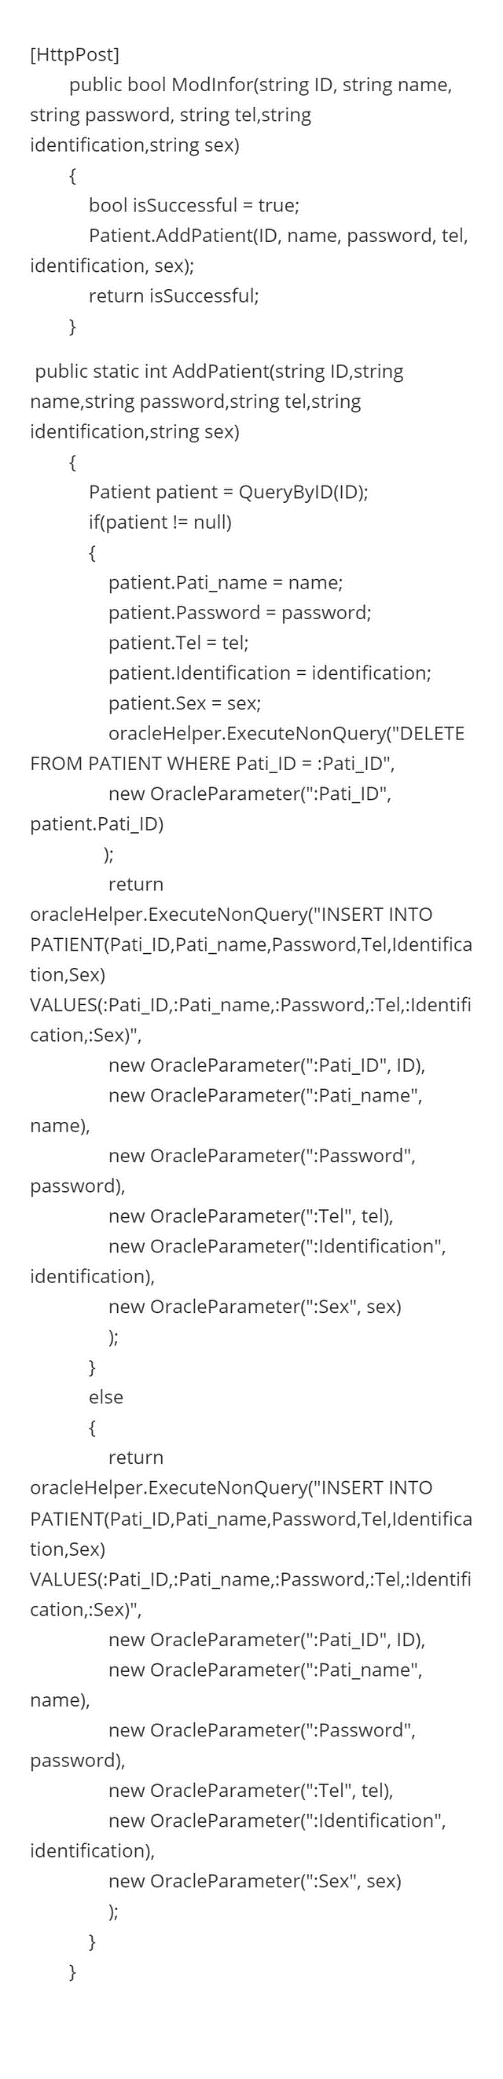 [HttpPost]
public bool ModInfor(string ID, string name,
string password, string tel,string
identification,string sex)
{
bool isSuccessful = true;
Patient.AddPatient(ID, name, password, tel,
identification, sex);
return isSuccessful;
}
public static int AddPatient(string ID,string
name,string password,string tel,string
identification,string sex)
{
Patient patient = QueryByID(ID);
if(patient != null)
{
patient.Pati_name = name;
patient.Password = password;
patient.Tel = tel;
patient.Identification = identification;
patient.Sex = sex;
oracleHelper.ExecuteNonQuery("DELETE
FROM PATIENT WHERE Pati_ID = :Pati_ID",
new OracleParameter(":Pati_ID",
patient.Pati_ID)
);
return
oracleHelper.ExecuteNonQuery("INSERT INTO
PATIENT(Pati_ID,Pati_name,Password,Tel,Identifica
tion,Sex)
VALUES(:Pati_ID,:Pati_name,:Password,:Tel,:Identifi
cation,:Sex)",
new OracleParameter(":Pati_ID", ID),
new OracleParameter(":Pati_name",
name),
new OracleParameter(":Password",
password),
new OracleParameter(":Tel", tel),
new OracleParameter(":Identification",
identification),
new OracleParameter(":Sex", sex)
);
}
else
{
return
oracleHelper.ExecuteNonQuery("INSERT INTO
PATIENT(Pati_ID,Pati_name,Password,Tel,Identifica
tion,Sex)
VALUES(:Pati_ID,:Pati_name,:Password,:Tel,:Identifi
cation,:Sex)",
new OracleParameter(":Pati_ID", ID),
new OracleParameter(":Pati_name",
name),
new OracleParameter(":Password",
password),
new OracleParameter(":Tel", tel),
new OracleParameter(":Identification",
identification),
new OracleParameter(":Sex", sex)
);
}
}